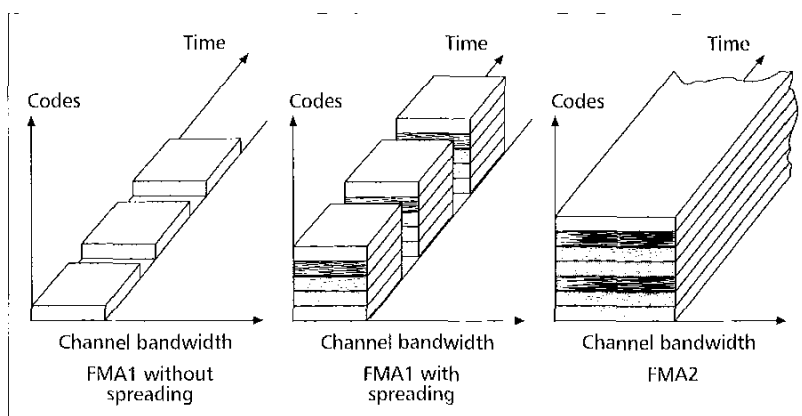 Time
Codes
Channel bandwidth
FMA1 without
spreading
Time
Codes
Channel bandwidth
FMA1 with
spreading
Time
Codes
Channel bandwidth
FMA2